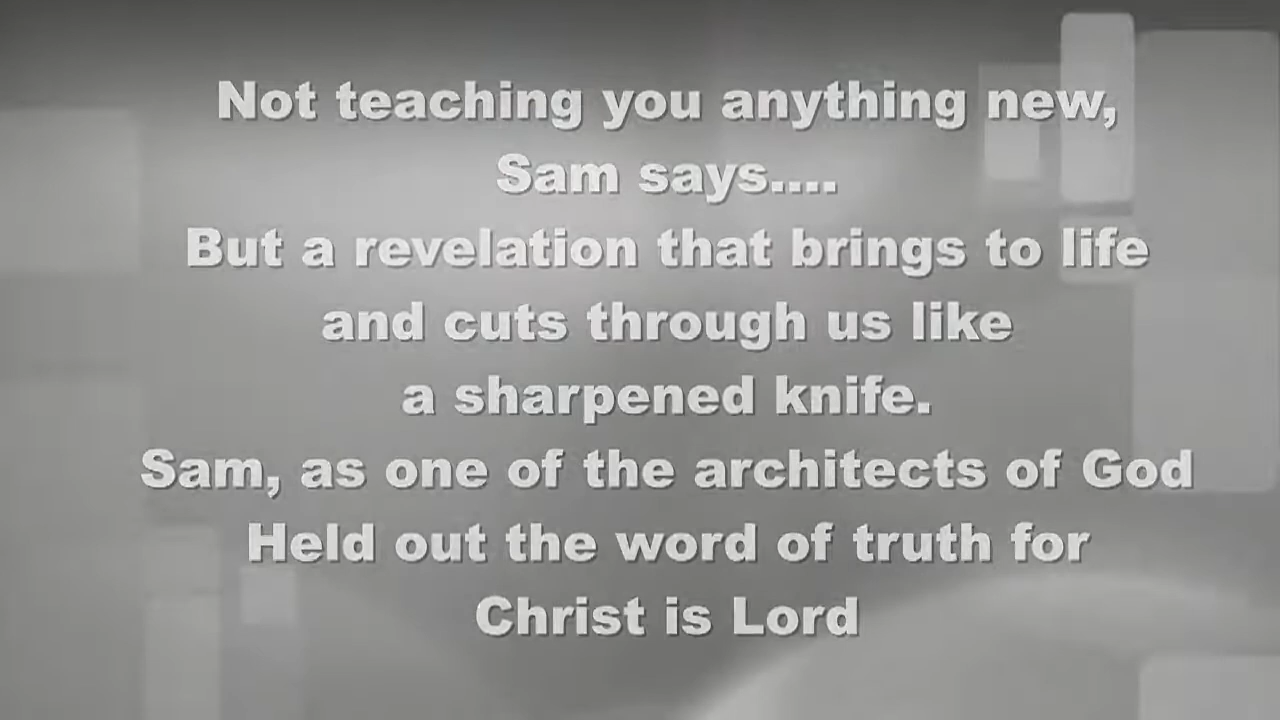 Not teaching you anything new,
Sam says....
But a revelation that brings to life
and cuts through us like
a sharpened knife.
Sam, as one of the architects of God
Held out the word of truth for
Christ is Lord